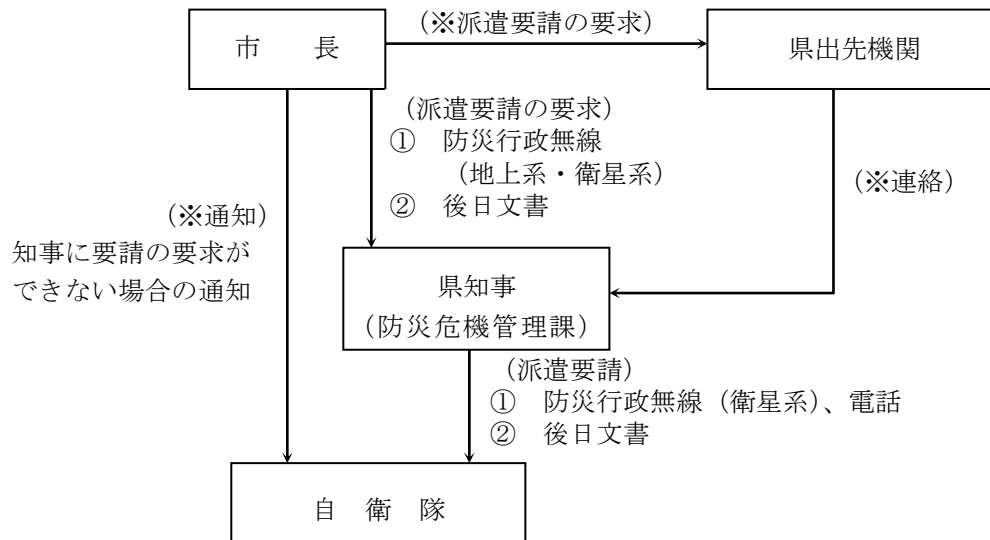 (※派遣要請の要求)
市　　長
県出先機関
(派遣要請の要求)
①　防災行政無線
(地上系・衛星系)
②　後日文書
(※連絡)
(※通知)
知事に要請の要求が
できない場合の通知
県知事
(防災危機管理課)
(派遣要請)
①　防災行政無線（衛星系）、電話
②　後日文書
自　衛　隊